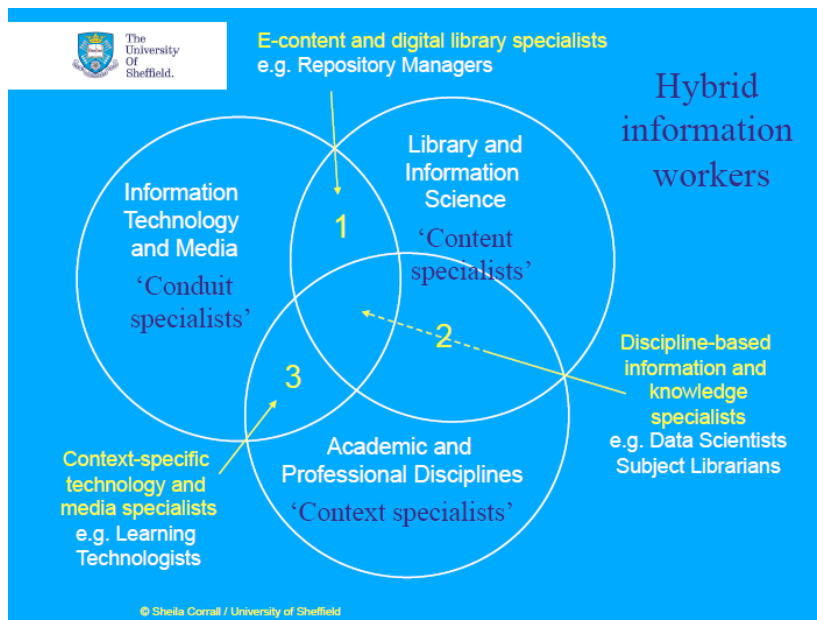 The
University
Of
Sheffield.
E-content and digital library specialists
e.g. Repository Managers
Hybrid
information
workers
Library and
Information
Science
‘Content
specialists’
Information
Technology
and Media
‘Conduit
specialists’
1
2
3
Discipline-based
information and
knowledge
specialists
e.g. Data Scientists
Subject Librarians
Academic and
Professional Disciplines
‘Context specialists’
Context-specific
technology and
media specialists
e.g. Learning
Technologists
© Sheila Corrall / University of Sheffield